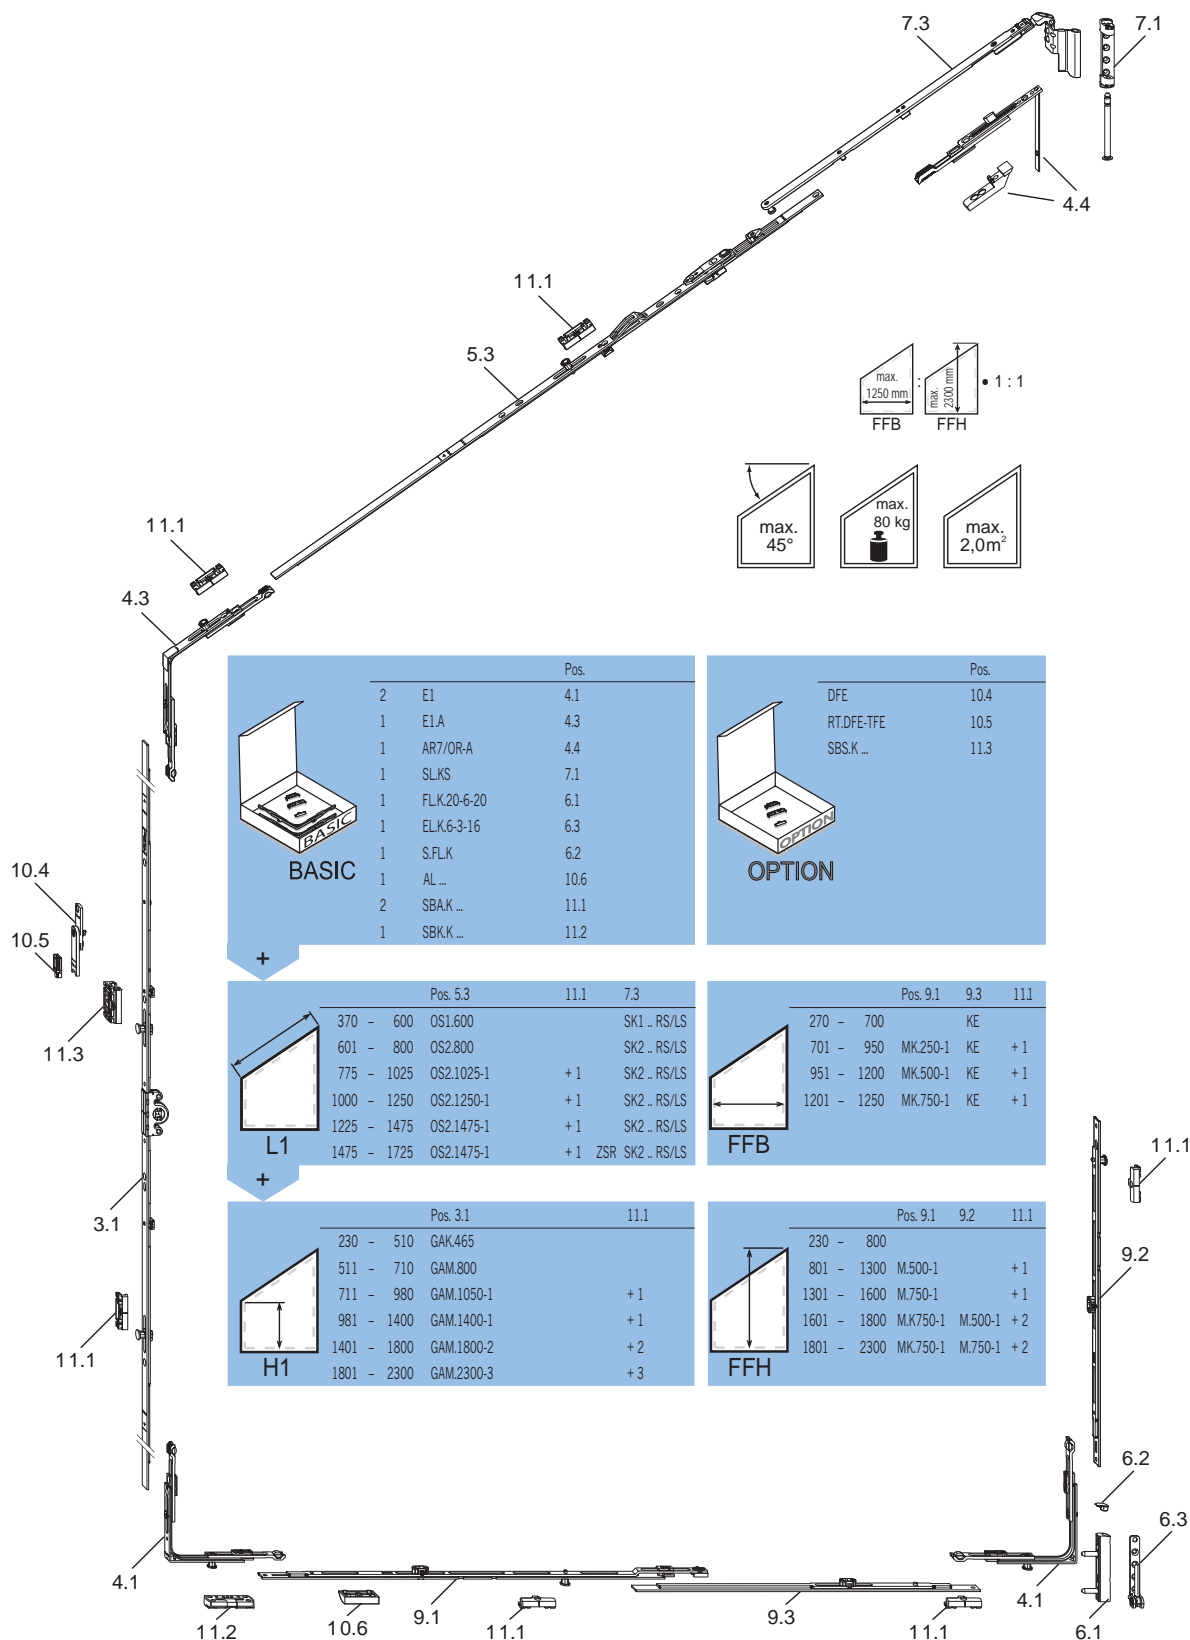 7.3
7.1
4.4
11.1
5.3
max.
1250 mm
:
max.
2300 mm
• 1 : 1
FFB
FFH
11.1
max.
45°
max.
80 kg
max.
2,0m²
4.3
Pos.
2 E1 4.1
1 E1.A 4.3
1 AR7/OR-A 4.4
1 SL.KS 7.1
1 FL.K.20-6-20 6.1
1 EL.K.6-3-16 6.3
1 S.FL.K 6.2
1 AL ... 10.6
2 SBA.K ... 11.1
1 SBK.K ... 11.2
BASIC
BASIC
+
Pos.
DFE 10.4
RT.DFE-TFE 10.5
SBS.K ... 11.3
OPTION
OPTION
10.4
10.5
11.3
Pos. 5.3 11.1 7.3
370 – 600 OS1.600 SK1 .. RS/LS
601 – 800 OS2.800 SK2 .. RS/LS
775 – 1025 OS2.1025-1 + 1 SK2 .. RS/LS
1000 – 1250 OS2.1250-1 + 1 SK2 .. RS/LS
1225 – 1475 OS2.1475-1 + 1 SK2 .. RS/LS
1475 – 1725 OS2.1475-1 + 1 ZSR SK2 .. RS/LS
L1
+
Pos. 9.1 9.3 11.1
270 – 700 KE
701 – 950 MK.250-1 KE + 1
951 – 1200 MK.500-1 KE + 1
1201 – 1250 MK.750-1 KE + 1
FFB
11.1
3.1
Pos. 3.1 11.1
230 – 510 GAK.465
511 – 710 GAM.800
711 – 980 GAM.1050-1 + 1
981 – 1400 GAM.1400-1 + 1
1401 – 1800 GAM.1800-2 + 2
1801 – 2300 GAM.2300-3 + 3
H1
Pos. 9.1 9.2 11.1
230 – 800
801 – 1300 M.500-1 + 1
1301 – 1600 M.750-1 + 1
1601 – 1800 M.K750-1 M.500-1 + 2
1801 – 2300 MK.750-1 M.750-1 + 2
FFH
9.2
11.1
6.2
6.3
4.1
11.2
10.6
9.1
11.1
9.3
11.1
4.1
6.1